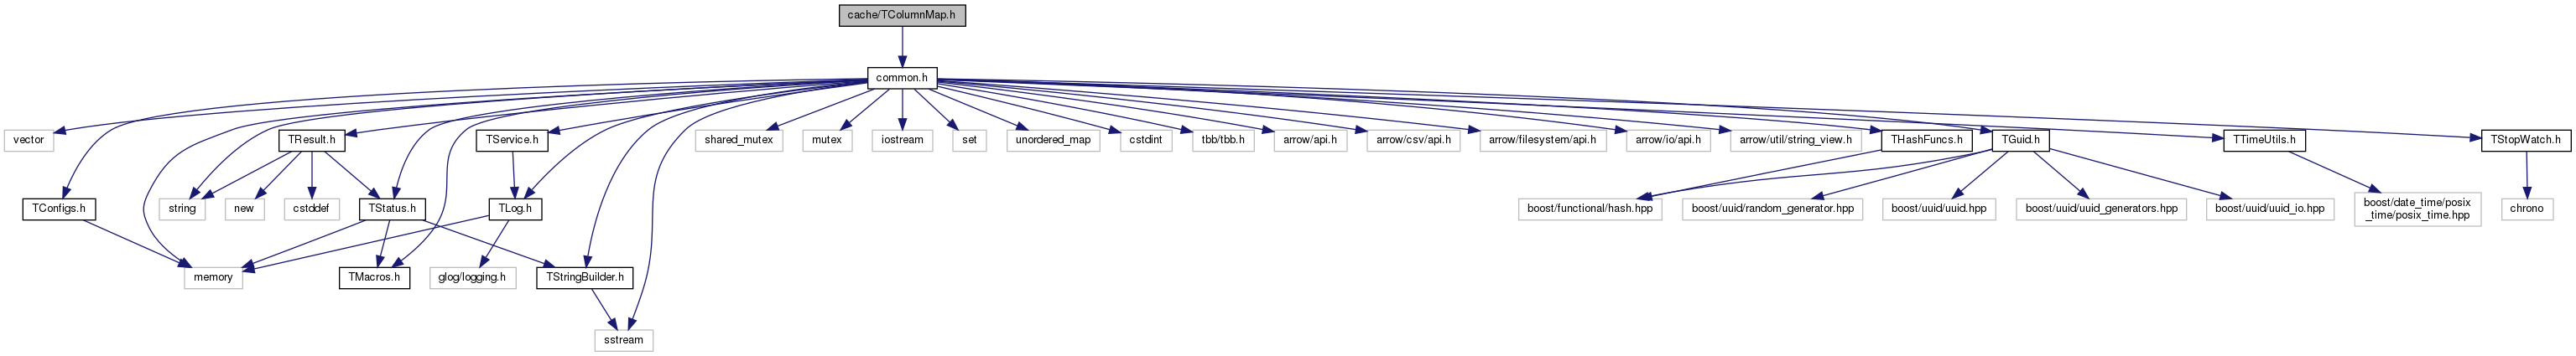 cache/TColumnMap.h
common.h
vector
TResult.h
TService.h
shared_mutex
mutex
iostream
set
unordered_map
cstdint
tbb/tbb.h
arrow/api.h
arrow/csv/api.h
arrow/filesystem/api.h
arrow/io/api.h
arrow/util/string_view.h
THashFuncs.h
TGuid.h
TTimeUtils.h
TStopWatch.h
TConfigs.h
string
new
cstddef
TStatus.h
TLog.h
boost/functional/hash.hpp
boost/uuid/random_generator.hpp
boost/uuid/uuid.hpp
boost/uuid/uuid_generators.hpp
boost/uuid/uuid_io.hpp
boost/date_time/posix
_time/posix_time.hpp
chrono
memory
TMacros.h
glog/logging.h
TStringBuilder.h
sstream